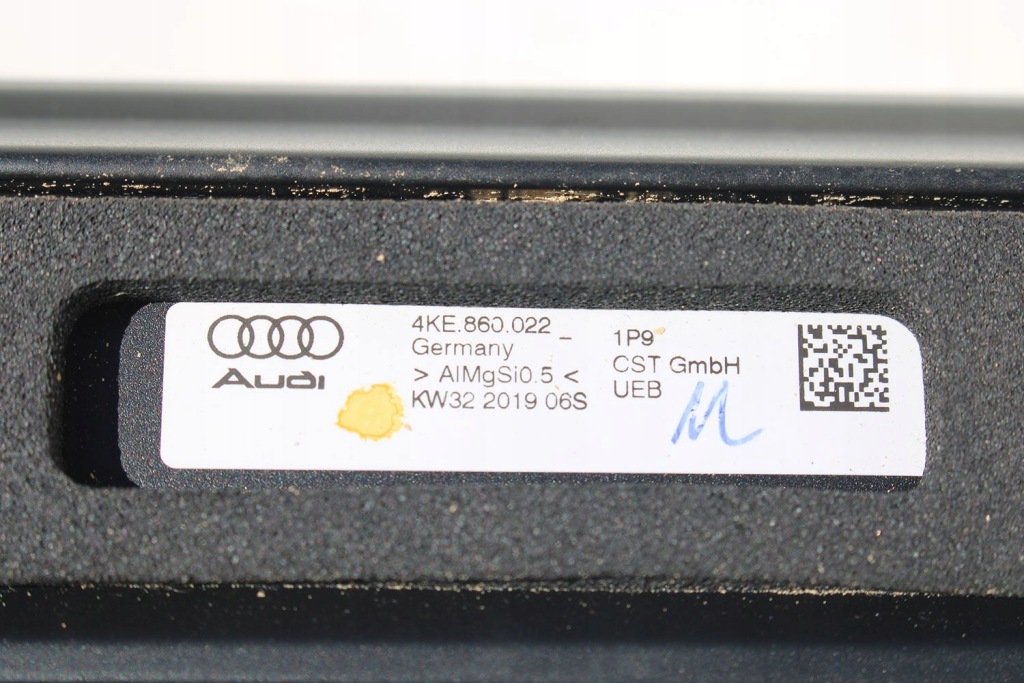 Audi
4KE.860.022 _
Germany
> AlMgSi0.5 <
KW32 2019 06S
1P9
CST GmbH
UEB